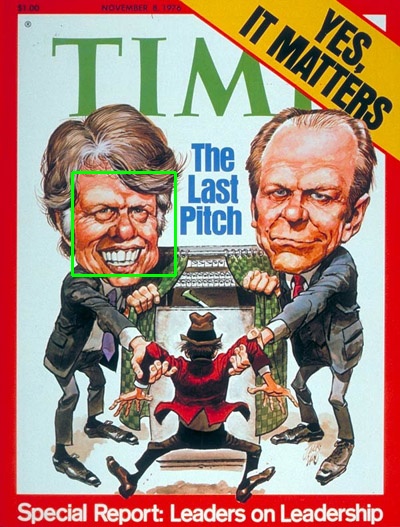 $1.00 NOVEMBER 8, 1976
YES,
IT MATTERS
TIME
The
Last
Pitch
Special Report: Leaders on Leadership